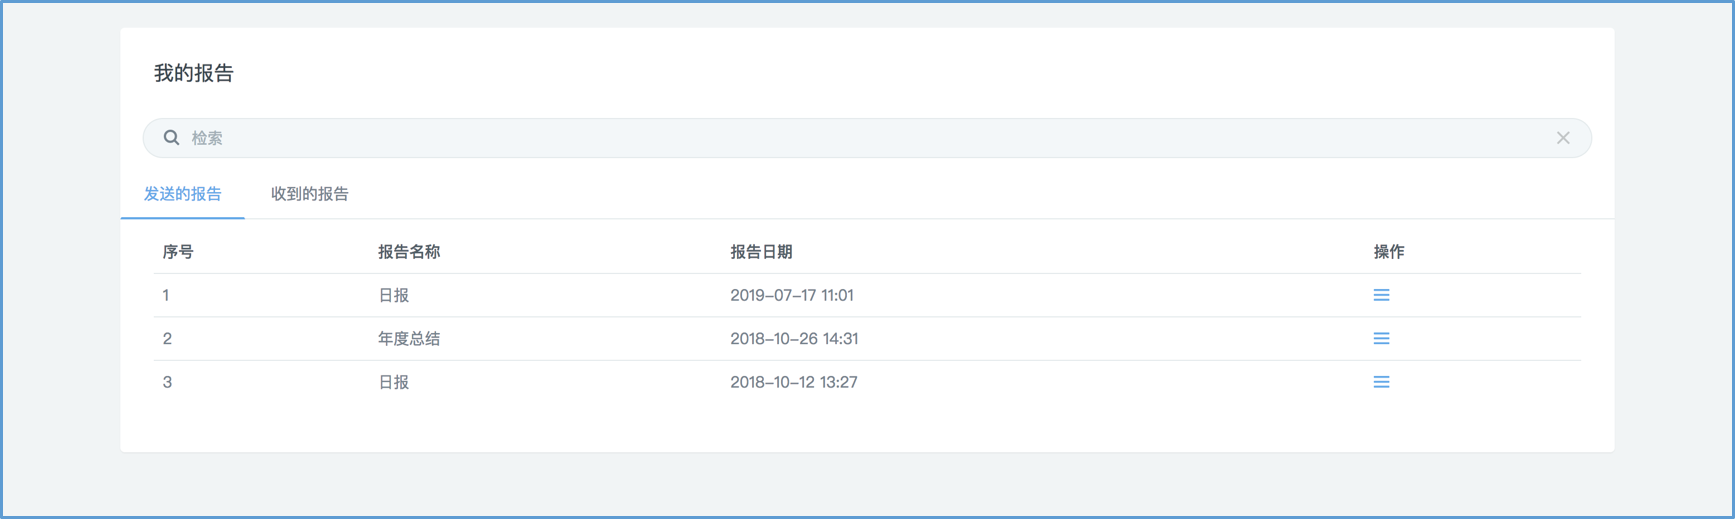 我的报告
检索
发送的报告 收到的报告
序号 报告名称 报告日期 操作
1 日报 2019-07-17 11:01
2 年度总结 2018-10-26 14:31
3 日报 2018-10-12 13:27